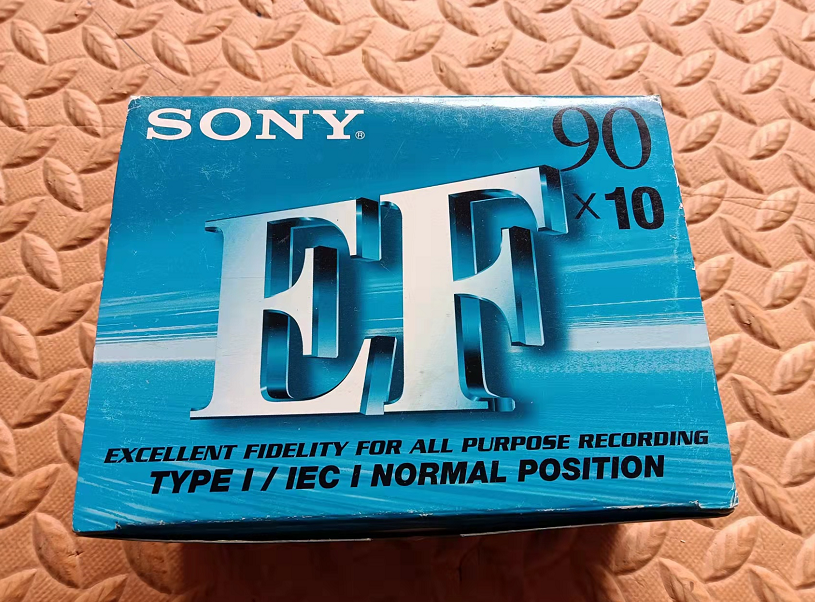 SONY®
90
x 10
EF
EXCELLENT FIDELITY FOR ALL PURPOSE RECORDING
TYPE I / IEC I NORMAL POSITION